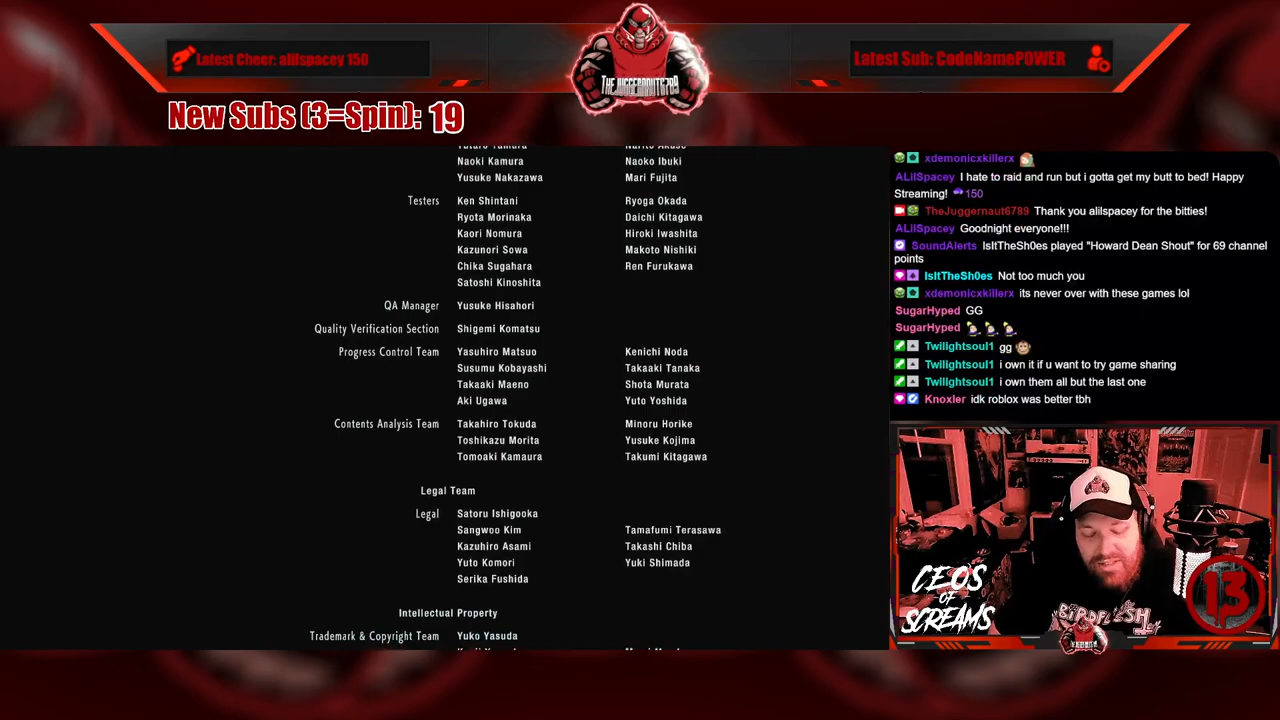 Latest Cheer: alilspacey 150
THEJUGGERNAUT6789
Latest Sub: CodeNamePOWER
New Subs (3=Spin): 19
Naoki Kamura Naoko Ibuki
Yusuke Nakazawa Mari Fujita
Testers Ken Shintani Ryoga Okada
Ryota Morinaka Daichi Kitagawa
Kaori Nomura Hiroki Iwashita
Kazunori Sowa Makoto Nishiki
Chika Sugahara Ren Furukawa
Satoshi Kinoshita
QA Manager Yusuke Hisahori
Quality Verification Section Shigemi Komatsu
Progress Control Team Yasuhiro Matsuo Kenichi Noda
Susumu Kobayashi Takaaki Tanaka
Takaaki Maeno Shota Murata
Aki Ugawa Yuto Yoshida
Contents Analysis Team Takahiro Tokuda Minoru Horike
Toshikazu Morita Yusuke Kojima
Tomoaki Kamaura Takumi Kitagawa
Legal Team
Legal Satoru Ishigooka
Sangwoo Kim Tamafumi Terasawa
Kazuhiro Asami Takashi Chiba
Yuto Komori Yuki Shimada
Serika Fushida
Intellectual Property
Trademark & Copyright Team Yuko Yasuda
xdemonicxkillerx
ALilSpacey I hate to raid and run but i gotta get my butt to bed! Happy
Streaming! 150
TheJuggernaut6789 Thank you alilspacey for the bitties!
ALilSpacey Goodnight everyone!!!
SoundAlerts IsItTheSh0es played "Howard Dean Shout" for 69 channel
points
IsItTheSh0es Not too much you
xdemonicxkillerx its never over with these games lol
SugarHyped GG
SugarHyped
Twilightsoul1 gg
Twilightsoul1 i own it if u want to try game sharing
Twilightsoul1 i own them all but the last one
Knoxler idk roblox was better tbh
CEOS
OF
SCREAMS
13